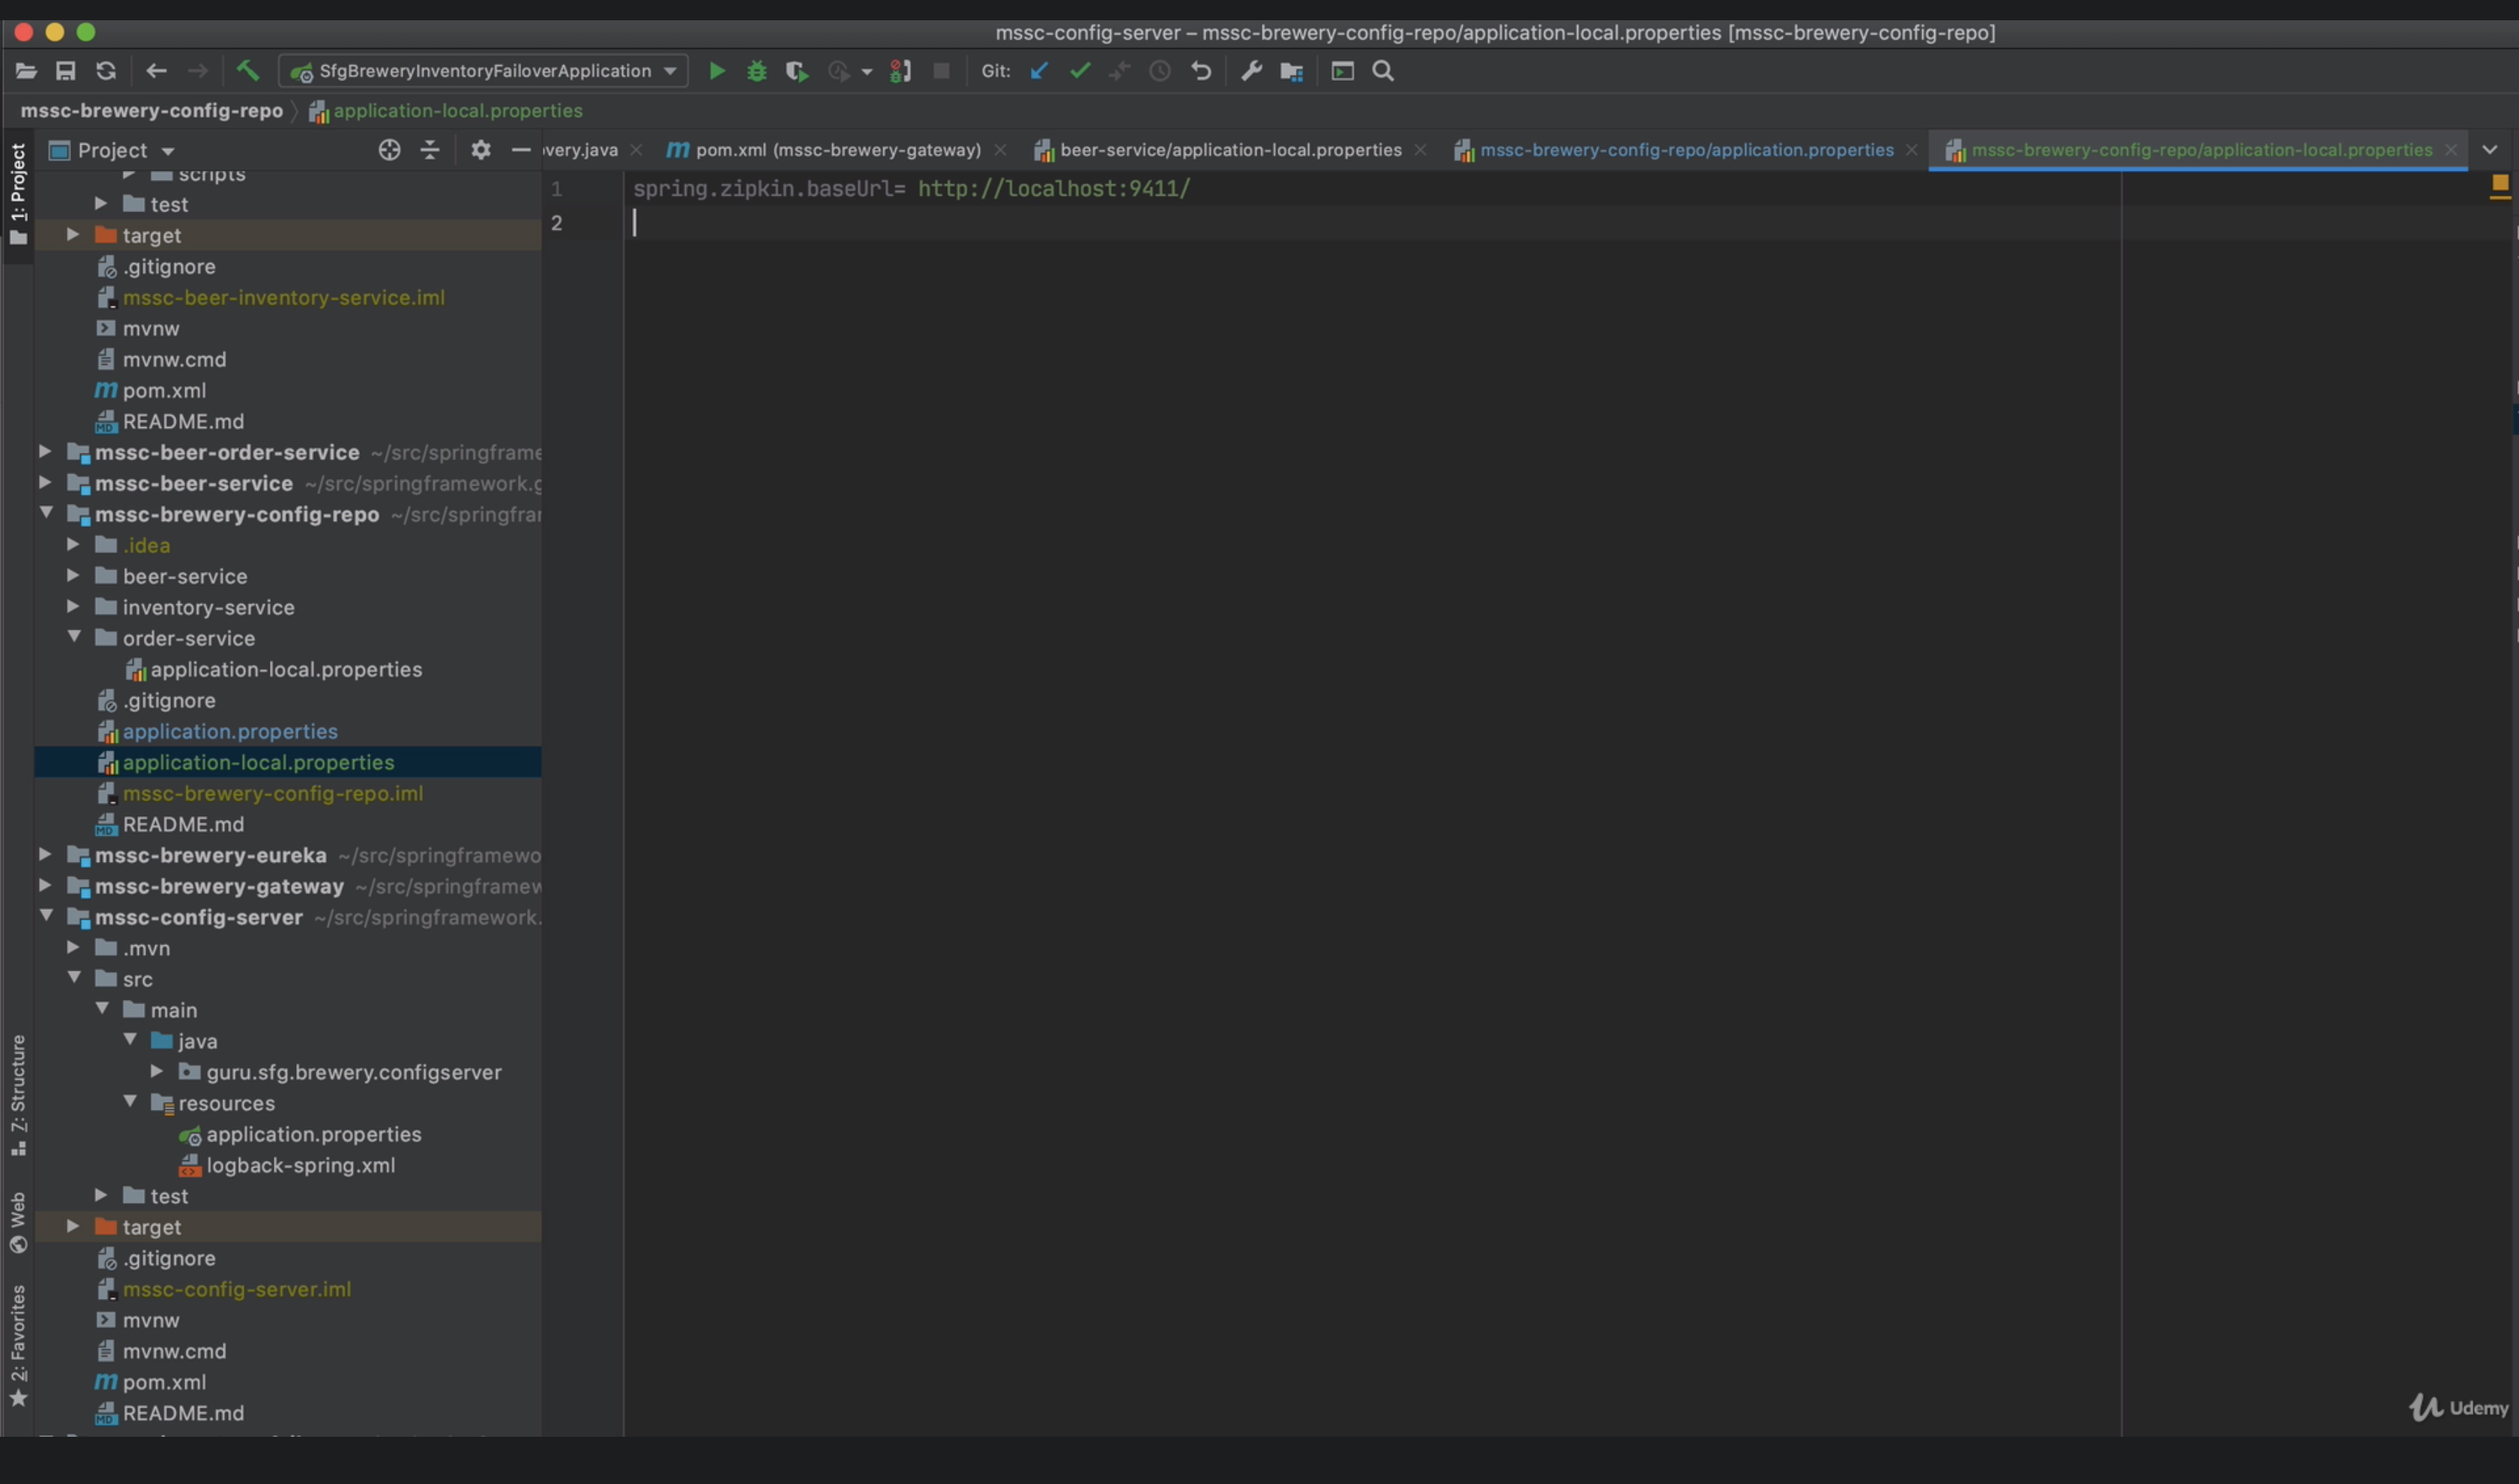 mssc-config-server – mssc-brewery-config-repo/application-local.properties [mssc-brewery-config-repo]
SfgBreweryInventoryFailoverApplication
Git:
mssc-brewery-config-repo
application-local.properties
1: Project
Project
very.java
pom.xml (mssc-brewery-gateway)
beer-service/application-local.properties
mssc-brewery-config-repo/application.properties
mssc-brewery-config-repo/application-local.properties
1
spring.zipkin.baseUrl= http://localhost:9411/
2
scripts
test
target
.gitignore
mssc-beer-inventory-service.iml
mvnw
mvnw.cmd
pom.xml
README.md
mssc-beer-order-service ~/src/springframe
mssc-beer-service ~/src/springframework.g
mssc-brewery-config-repo ~/src/springfra
.idea
beer-service
inventory-service
order-service
application-local.properties
.gitignore
application.properties
application-local.properties
mssc-brewery-config-repo.iml
README.md
mssc-brewery-eureka ~/src/springframewo
mssc-brewery-gateway ~/src/springframew
mssc-config-server ~/src/springframework.
.mvn
src
main
java
guru.sfg.brewery.configserver
resources
application.properties
logback-spring.xml
test
target
.gitignore
mssc-config-server.iml
mvnw
mvnw.cmd
pom.xml
README.md
Z: Structure
Web
2: Favorites
Udemy